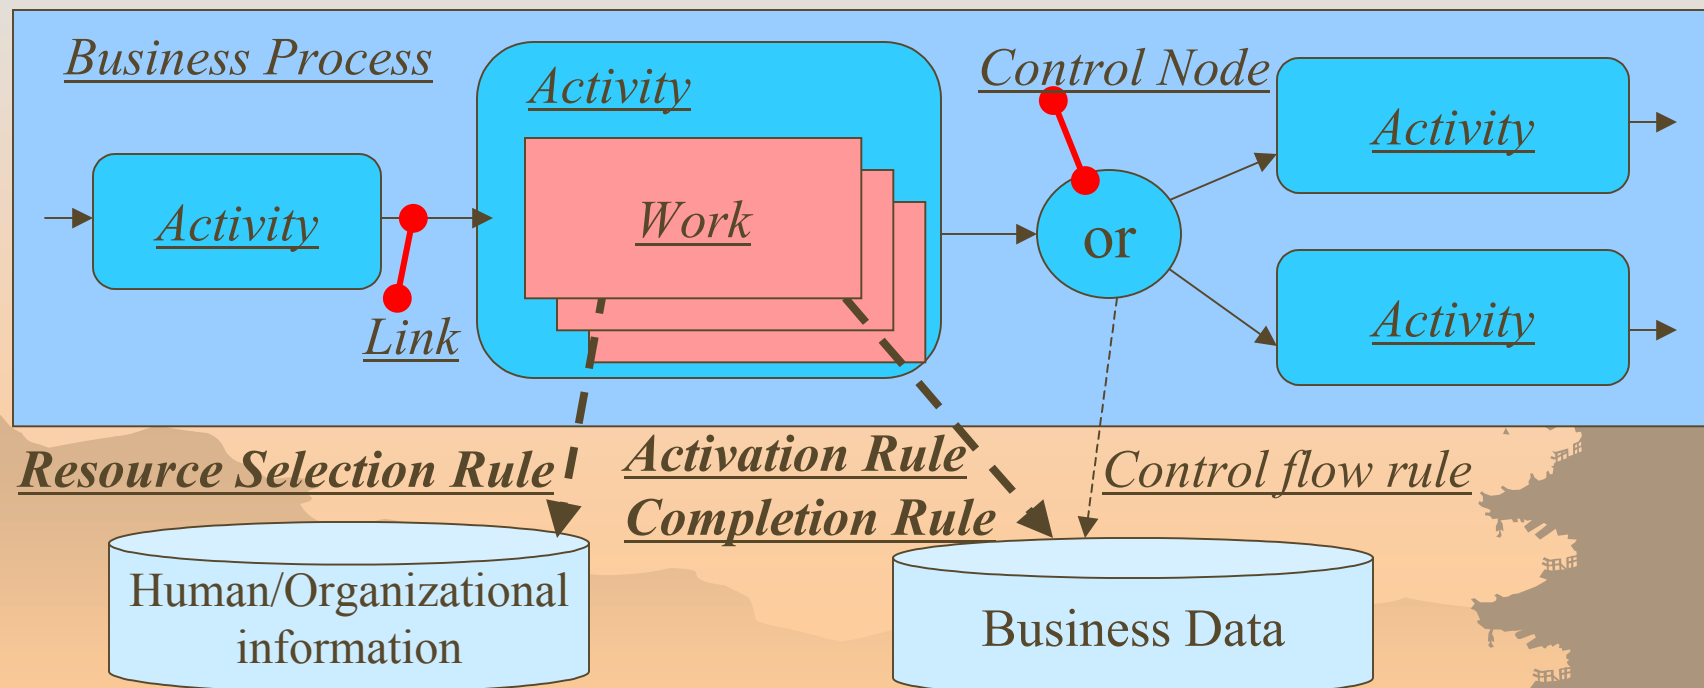 Business Process
Activity
Control Node
Activity
Activity
Work
or
Link
Activity
Resource Selection Rule
Activation Rule
Completion Rule
Control flow rule
Human/Organizational
information
Business Data